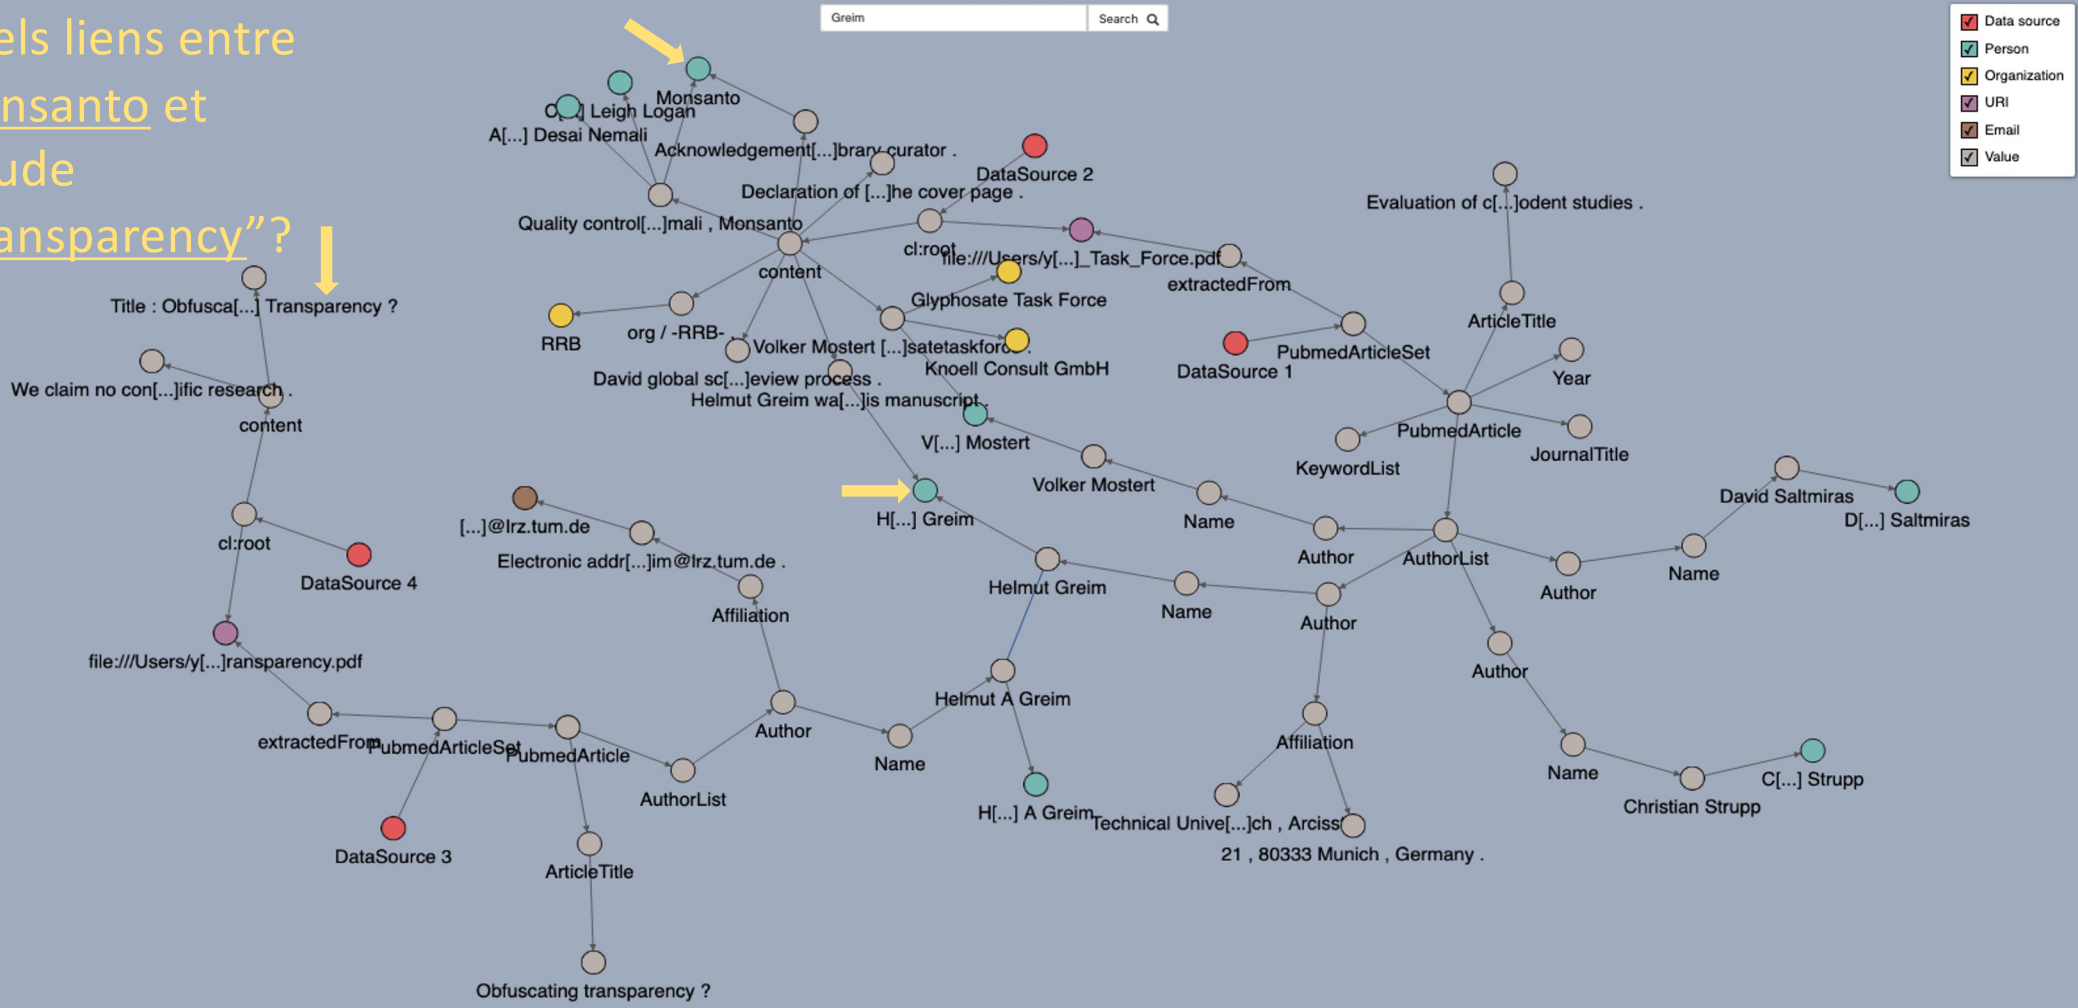 els liens entre
nsanto et
ude
ansparency”?
Greim
Search
Data source
Person
Organization
URI
Email
Value
Monsanto
C[...] Leigh Logan
A[...] Desai Nemali
Acknowledgement[...]brary curator .
DataSource 2
Declaration of [...]he cover page .
Evaluation of c[...]odent studies .
Quality control[...]mali , Monsanto
cl:root
file:///Users/y[...]_Task_Force.pdf
content
extractedFrom
Glyphosate Task Force
Title : Obfusca[...] Transparency ?
ArticleTitle
org / -RRB-
RRB
Volker Mostert [...]satetaskforce .
PubmedArticleSet
Knoell Consult GmbH
DataSource 1
David global sc[...]eview process .
Year
We claim no con[...]ific research .
Helmut Greim wa[...]is manuscript .
content
PubmedArticle
V[...] Mostert
JournalTitle
KeywordList
Volker Mostert
David Saltmiras
H[...] Greim
Name
D[...] Saltmiras
[...]@lrz.tum.de
cl:root
Author
AuthorList
Electronic addr[...]im@lrz.tum.de .
Name
DataSource 4
Helmut Greim
Author
Name
Affiliation
Author
file:///Users/y[...]ransparency.pdf
Author
Helmut A Greim
Author
extractedFrom
PubmedArticleSet
PubmedArticle
Affiliation
Name
Name
C[...] Strupp
AuthorList
Christian Strupp
H[...] A Greim
Technical Unive[...]ch , Arciss
DataSource 3
21 , 80333 Munich , Germany .
ArticleTitle
Obfuscating transparency ?